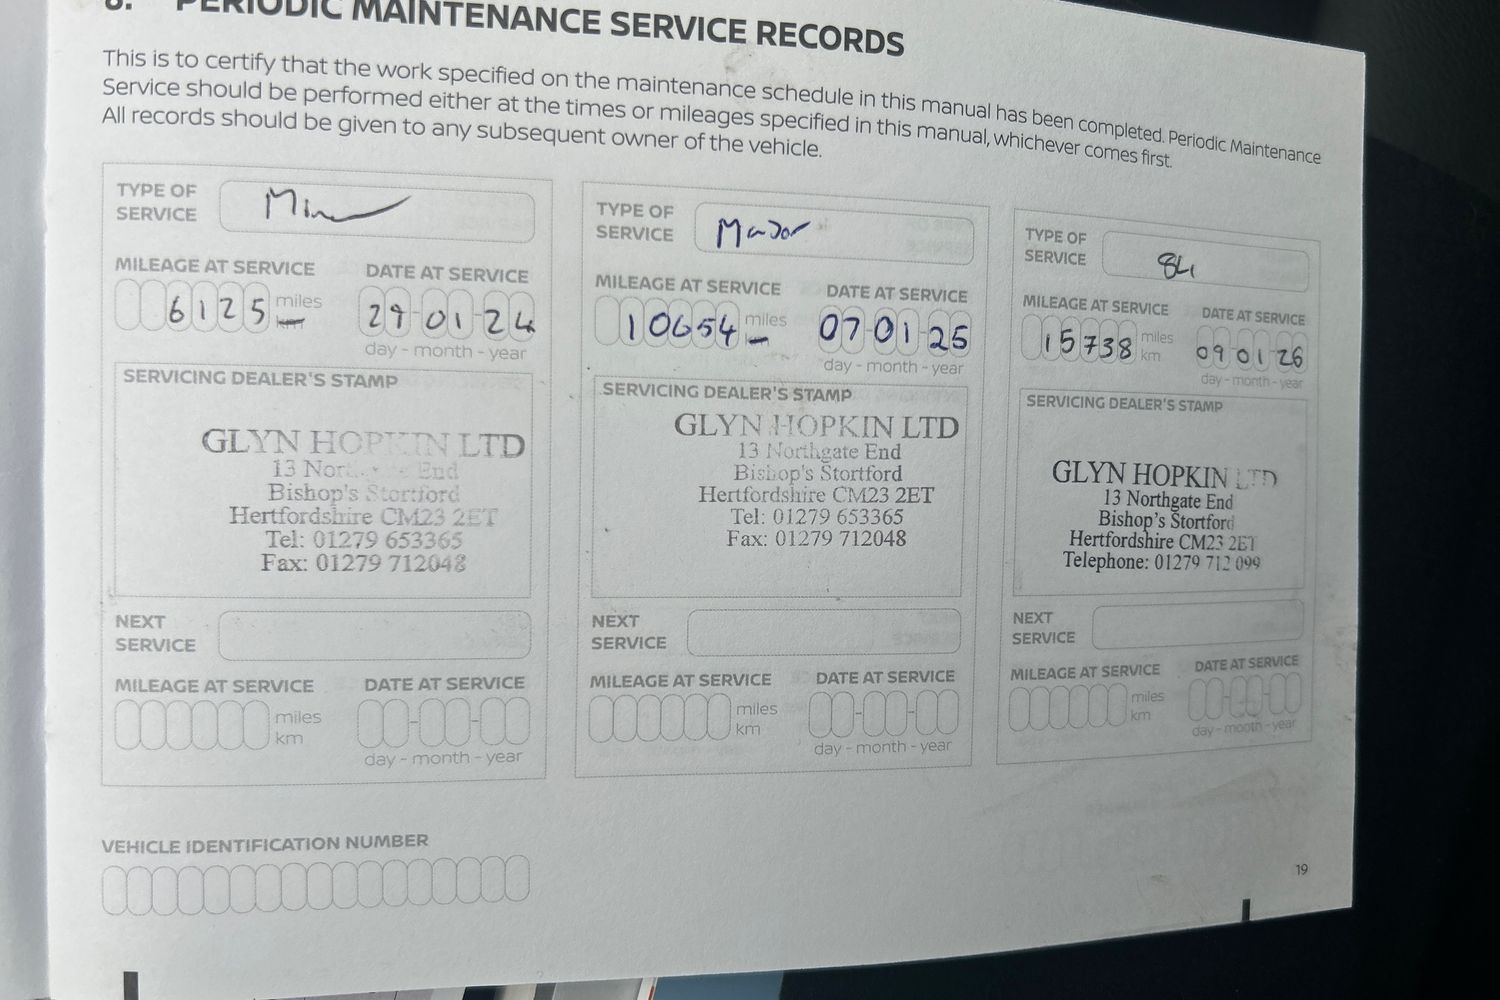 8. PERIODIC MAINTENANCE SERVICE RECORDS
This is to certify that the work specified on the maintenance schedule in this manual has been completed. Periodic Maintenance
Service should be performed either at the times or mileages specified in this manual, whichever comes first.
All records should be given to any subsequent owner of the vehicle.
TYPE OF
SERVICE
MILEAGE AT SERVICE DATE AT SERVICE
6125 miles
km
29-01-24
day - month - year
SERVICING DEALER'S STAMP
GLYN HOPKIN LTD
13 Nor End
Bishop's Stortford
Hertfordshire CM23 2ET
Tel: 01279 653365
Fax: 01279 712048
NEXT
SERVICE
MILEAGE AT SERVICE DATE AT SERVICE
miles
km
day - month - year
TYPE OF
SERVICE Major
MILEAGE AT SERVICE DATE AT SERVICE
10654 miles
07-01-25
day - month - year
SERVICING DEALER'S STAMP
GLYN HOPKIN LTD
13 Northgate End
Bishop's Stortford
Hertfordshire CM23 2ET
Tel: 01279 653365
Fax: 01279 712048
NEXT
SERVICE
MILEAGE AT SERVICE DATE AT SERVICE
miles
km
day - month - year
TYPE OF
SERVICE
MILEAGE AT SERVICE DATE AT SERVICE
15738 miles
km
09-01-26
day - month - year
SERVICING DEALER'S STAMP
GLYN HOPKIN LTD
13 Northgate End
Bishop's Stortford
Hertfordshire CM23 2ET
Telephone: 01279 712 099
NEXT
SERVICE
MILEAGE AT SERVICE DATE AT SERVICE
miles
km
day - month - year
VEHICLE IDENTIFICATION NUMBER
19